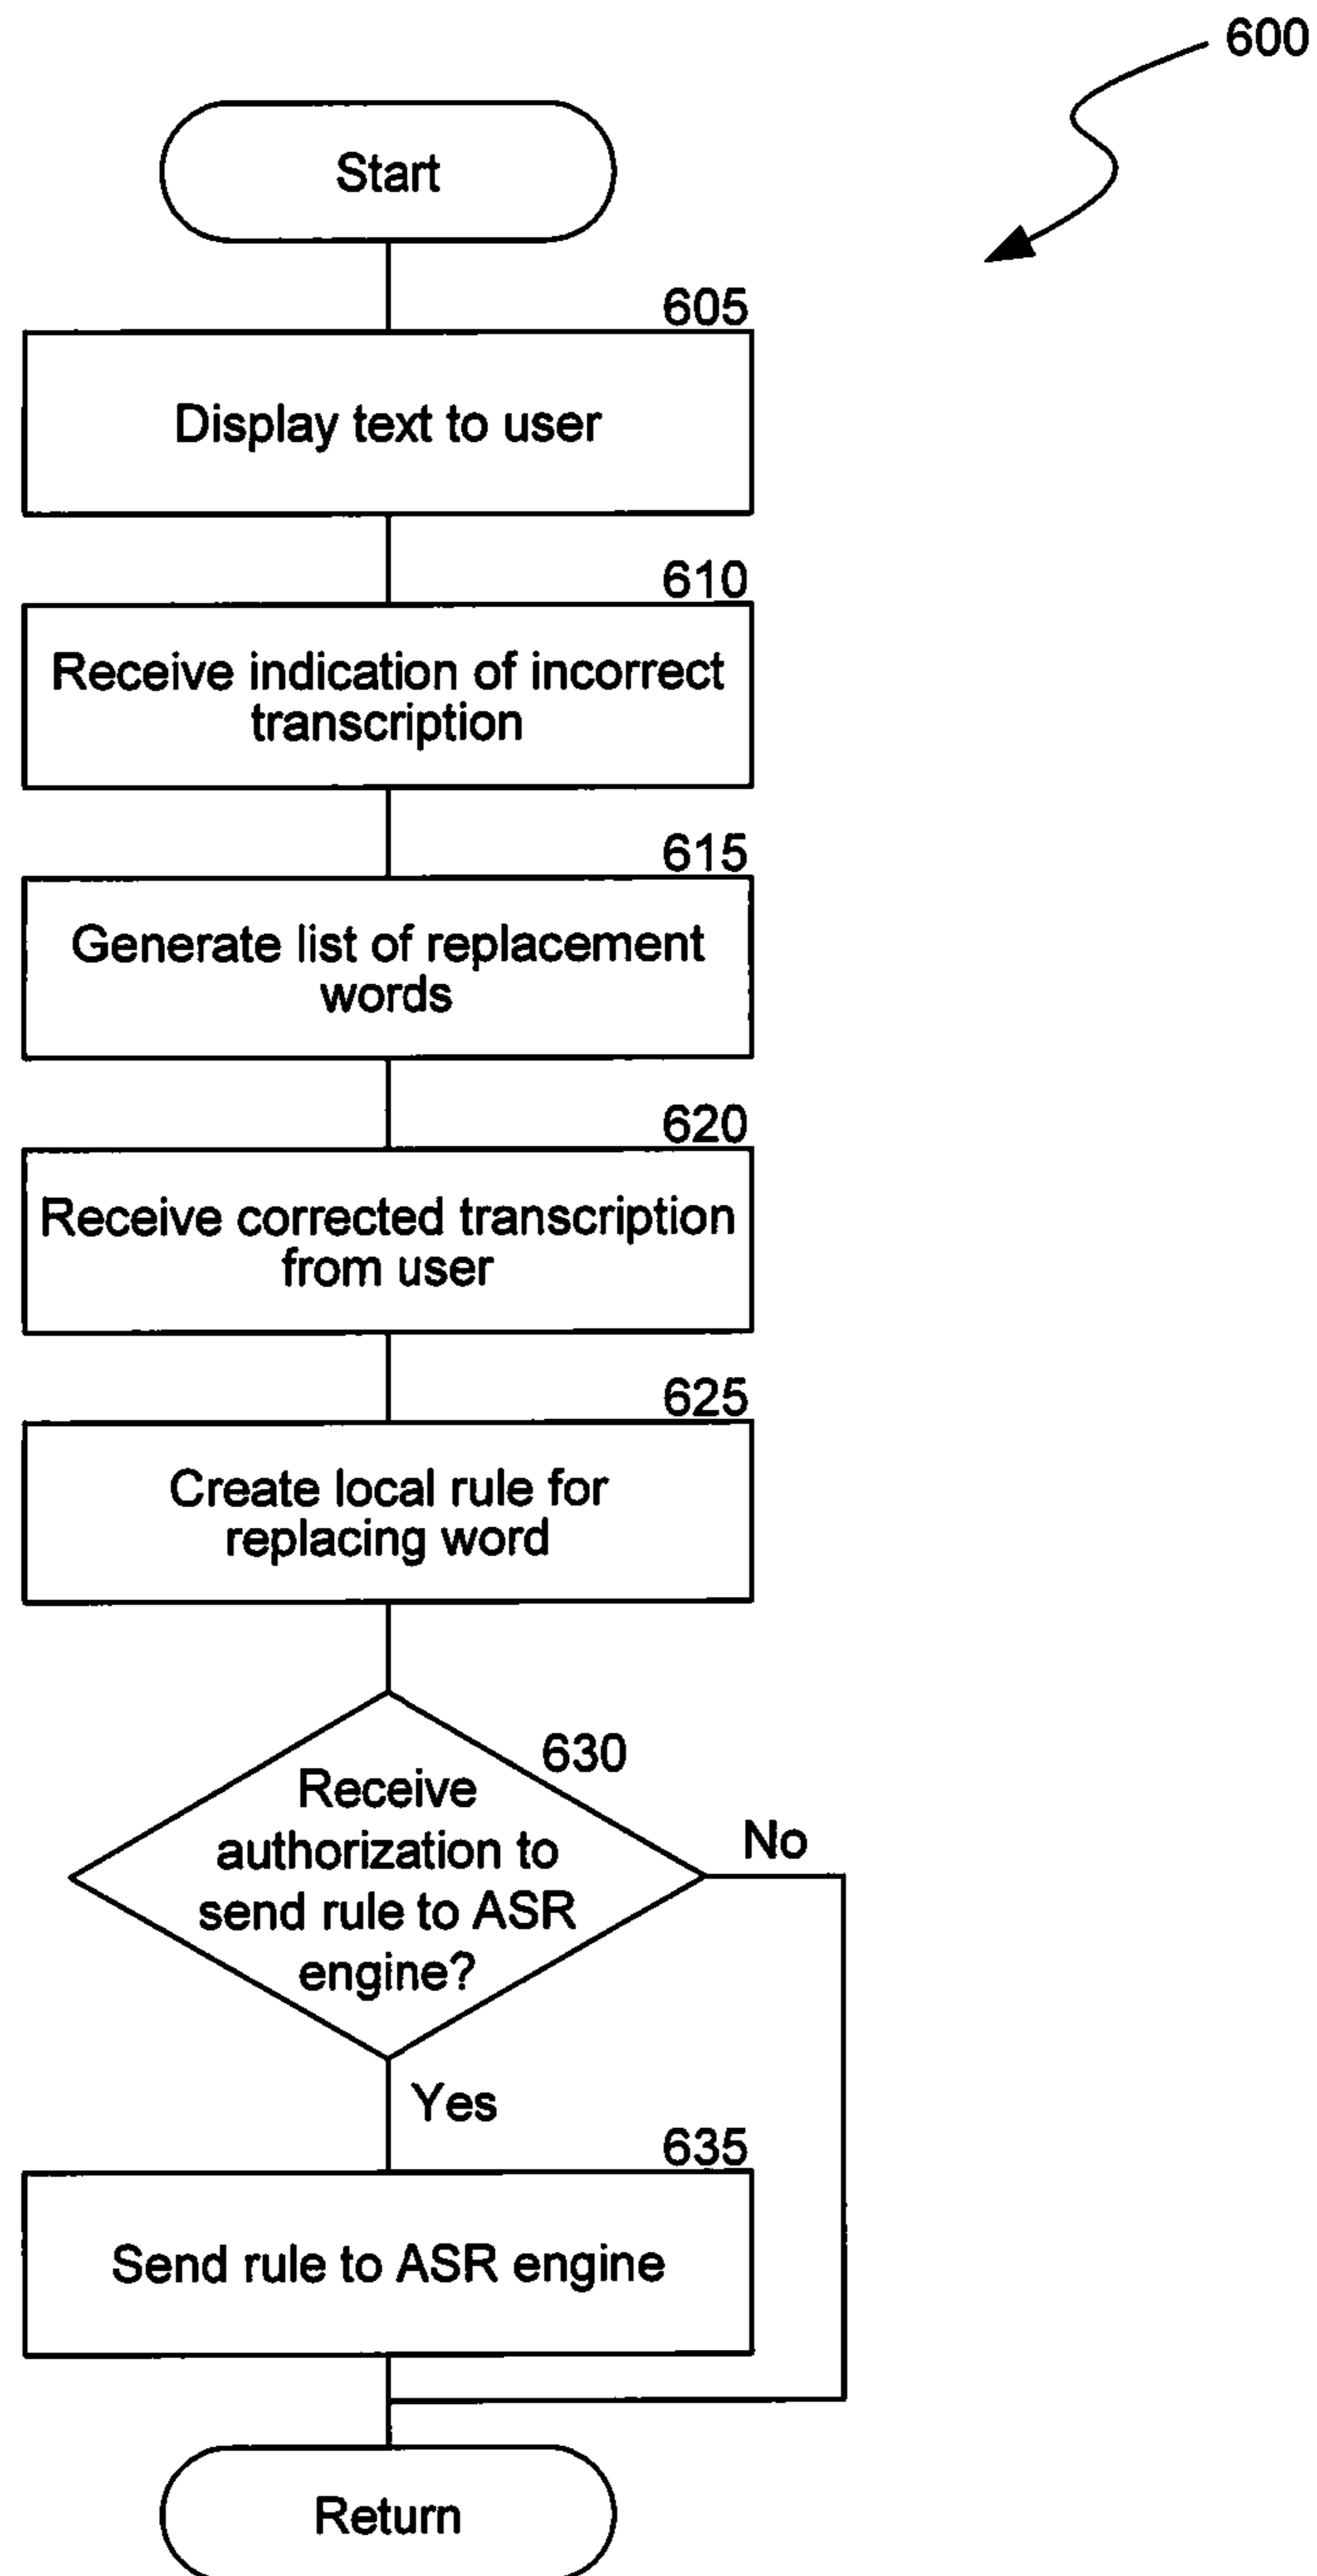 600
Start
605
Display text to user
610
Receive indication of incorrect
transcription
615
Generate list of replacement
words
620
Receive corrected transcription
from user
625
Create local rule for
replacing word
630
Receive
authorization to
send rule to ASR
engine?
No
Yes
635
Send rule to ASR engine
Return